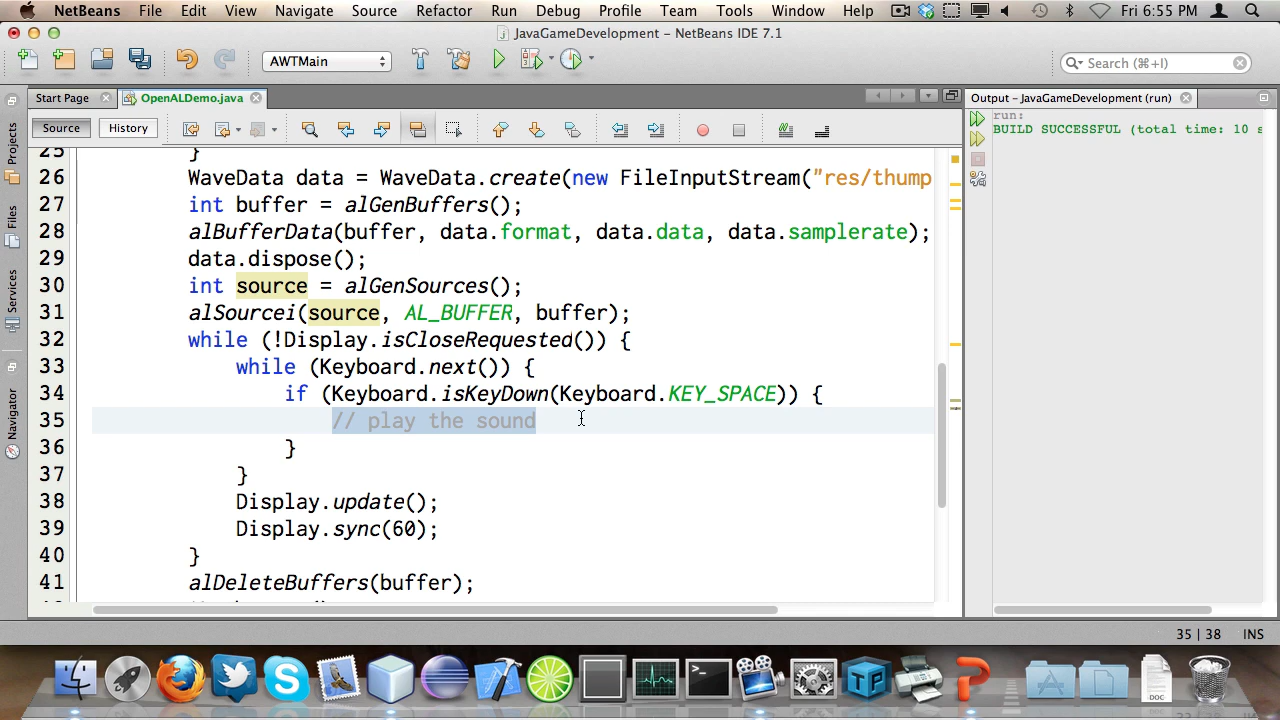 NetBeans File Edit View Navigate Source Refactor Run Debug Profile Team Tools Window Help Fri 6:55 PM
JavaGameDevelopment – NetBeans IDE 7.1
AWTMain
Search (⌘+I)
Start Page
OpenALDemo.java
Output – JavaGameDevelopment (run)
Source
History
Projects
Files
Services
Navigator
run:
BUILD SUCCESSFUL (total time: 10 s
25 }
26 WaveData data = WaveData.create(new FileInputStream("res/thump
27 int buffer = alGenBuffers();
28 alBufferData(buffer, data.format, data.data, data.samplerate);
29 data.dispose();
30 int source = alGenSources();
31 alSourcei(source, AL_BUFFER, buffer);
32 while (!Display.isCloseRequested()) {
33 while (Keyboard.next()) {
34 if (Keyboard.isKeyDown(Keyboard.KEY_SPACE)) {
35 // play the sound
36 }
37 }
38 Display.update();
39 Display.sync(60);
40 }
41 alDeleteBuffers(buffer);
35 | 38 INS
TP
DOC